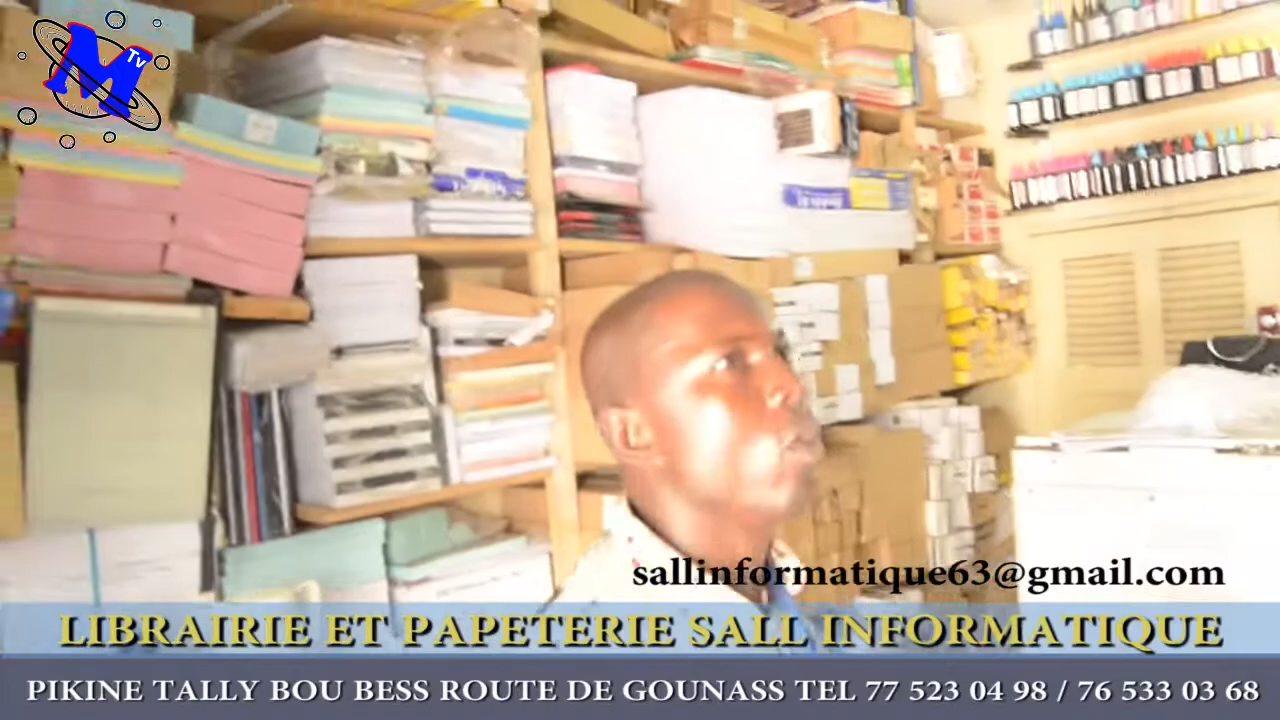 M Tv
sallinformatique63@gmail.com
LIBRAIRIE ET PAPETERIE SALL INFORMATIQUE
PIKINE TALLY BOU BESS ROUTE DE GOUNASS TEL 77 523 04 98 / 76 533 03 68